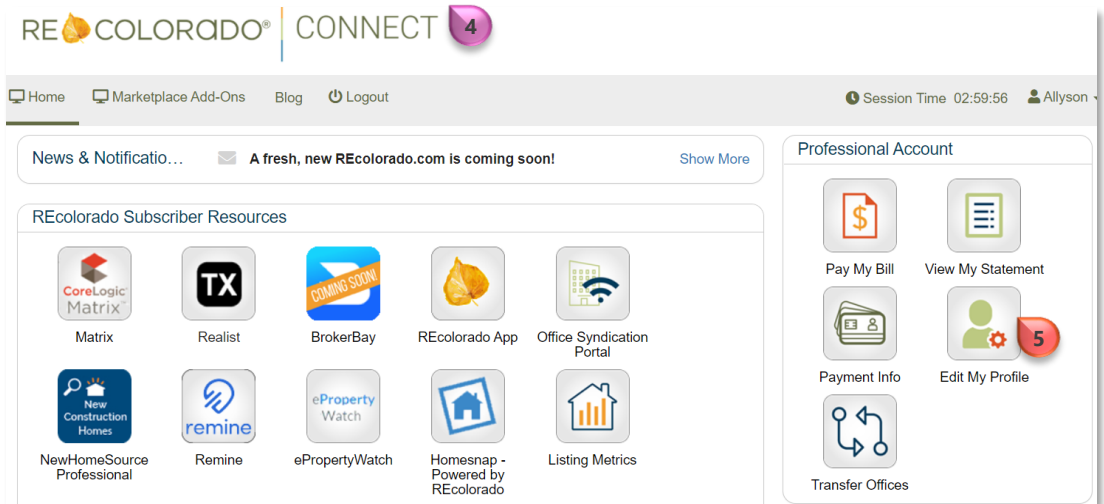 RECOLORADO® CONNECT 4
Home Marketplace Add-Ons Blog Logout Session Time 02:59:56 Allyson
News & Notificatio... A fresh, new REcolorado.com is coming soon! Show More
Professional Account
REcolorado Subscriber Resources
$
Pay My Bill View My Statement
CoreLogic
Matrix™
TX
COMING SOON!
Matrix Realist BrokerBay REcolorado App Office Syndication
Portal
5
Payment Info Edit My Profile
New
Construction
Homes
remine
eProperty
Watch
NewHomeSource
Professional
Remine
ePropertyWatch
Homesnap -
Powered by
REcolorado
Listing Metrics
Transfer Offices